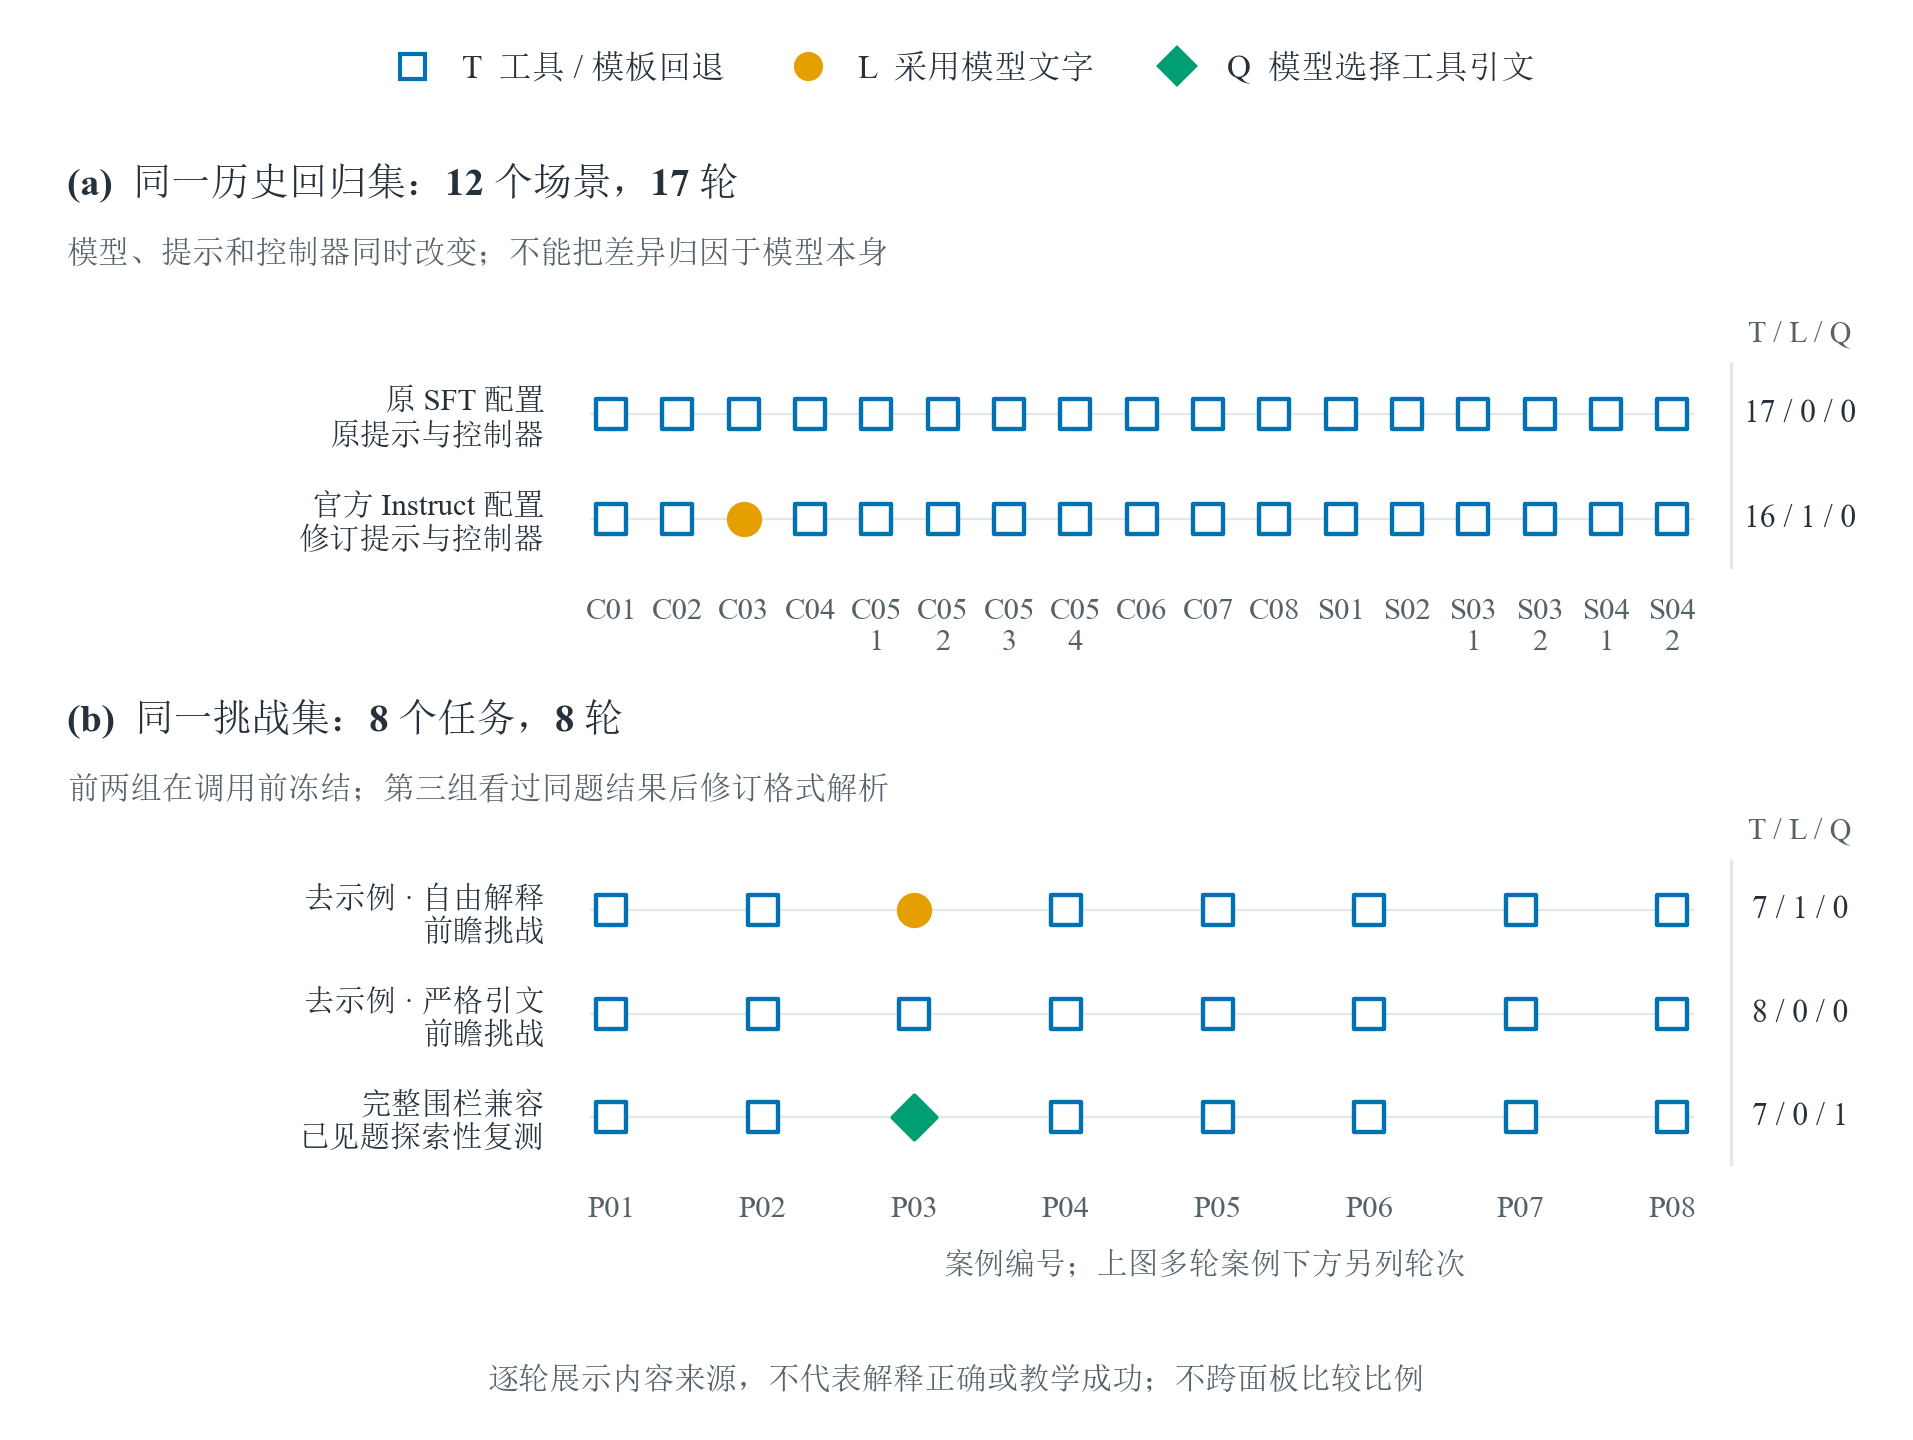 T 工具 / 模板回退 L 采用模型文字 Q 模型选择工具引文
(a) 同一历史回归集：12 个场景，17 轮
模型、提示和控制器同时改变；不能把差异归因于模型本身
T / L / Q
原 SFT 配置
原提示与控制器
17 / 0 / 0
官方 Instruct 配置
修订提示与控制器
16 / 1 / 0
C01 C02 C03 C04 C05 C05 C05 C05 C06 C07 C08 S01 S02 S03 S03 S04 S04
1 2 3 4 1 2 1 2
(b) 同一挑战集：8 个任务，8 轮
前两组在调用前冻结；第三组看过同题结果后修订格式解析
T / L / Q
去示例 · 自由解释
前瞻挑战
7 / 1 / 0
去示例 · 严格引文
前瞻挑战
8 / 0 / 0
完整围栏兼容
已见题探索性复测
7 / 0 / 1
P01 P02 P03 P04 P05 P06 P07 P08
案例编号；上图多轮案例下方另列轮次
逐轮展示内容来源，不代表解释正确或教学成功；不跨面板比较比例